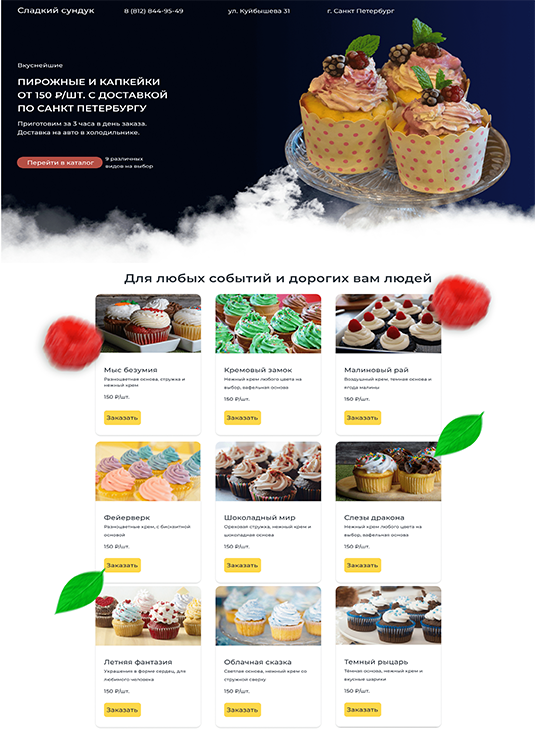 Сладкий сундук
8 (812) 844-95-49
ул. Куйбышева 31
г. Санкт Петербург
Вкуснейшие
ПИРОЖНЫЕ И КАПКЕЙКИ
ОТ 150 ₽/ШТ. С ДОСТАВКОЙ
ПО САНКТ ПЕТЕРБУРГУ
Приготовим за 3 часа в день заказа.
Доставка на авто в холодильнике.
Перейти в каталог
9 различных
видов на выбор
Для любых событий и дорогих вам людей
Мыс безумия
Разноцветная основа, стружка и
нежный крем
150 ₽/шт.
Заказать
Кремовый замок
Нежный крем любого цвета на
выбор, вафельная основа
150 ₽/шт.
Заказать
Малиновый рай
Воздушный крем, темная основа и
ягода малины
150 ₽/шт.
Заказать
Фейерверк
Разноцветные крем, с бисквитной
основой
150 ₽/шт.
Заказать
Шоколадный мир
Ореховая стружка, нежный крем и
шоколадная основа
150 ₽/шт.
Заказать
Слезы дракона
Нежный крем любого цвета на
выбор, вафельная основа
150 ₽/шт.
Заказать
Летняя фантазия
Украшение в форме сердец, для
любимого человека
150 ₽/шт.
Заказать
Облачная сказка
Светлая основа, нежный крем со
стружкой сверху
150 ₽/шт.
Заказать
Темный рыцарь
Темная основа, нежный крем и
вкусные шарики
150 ₽/шт.
Заказать